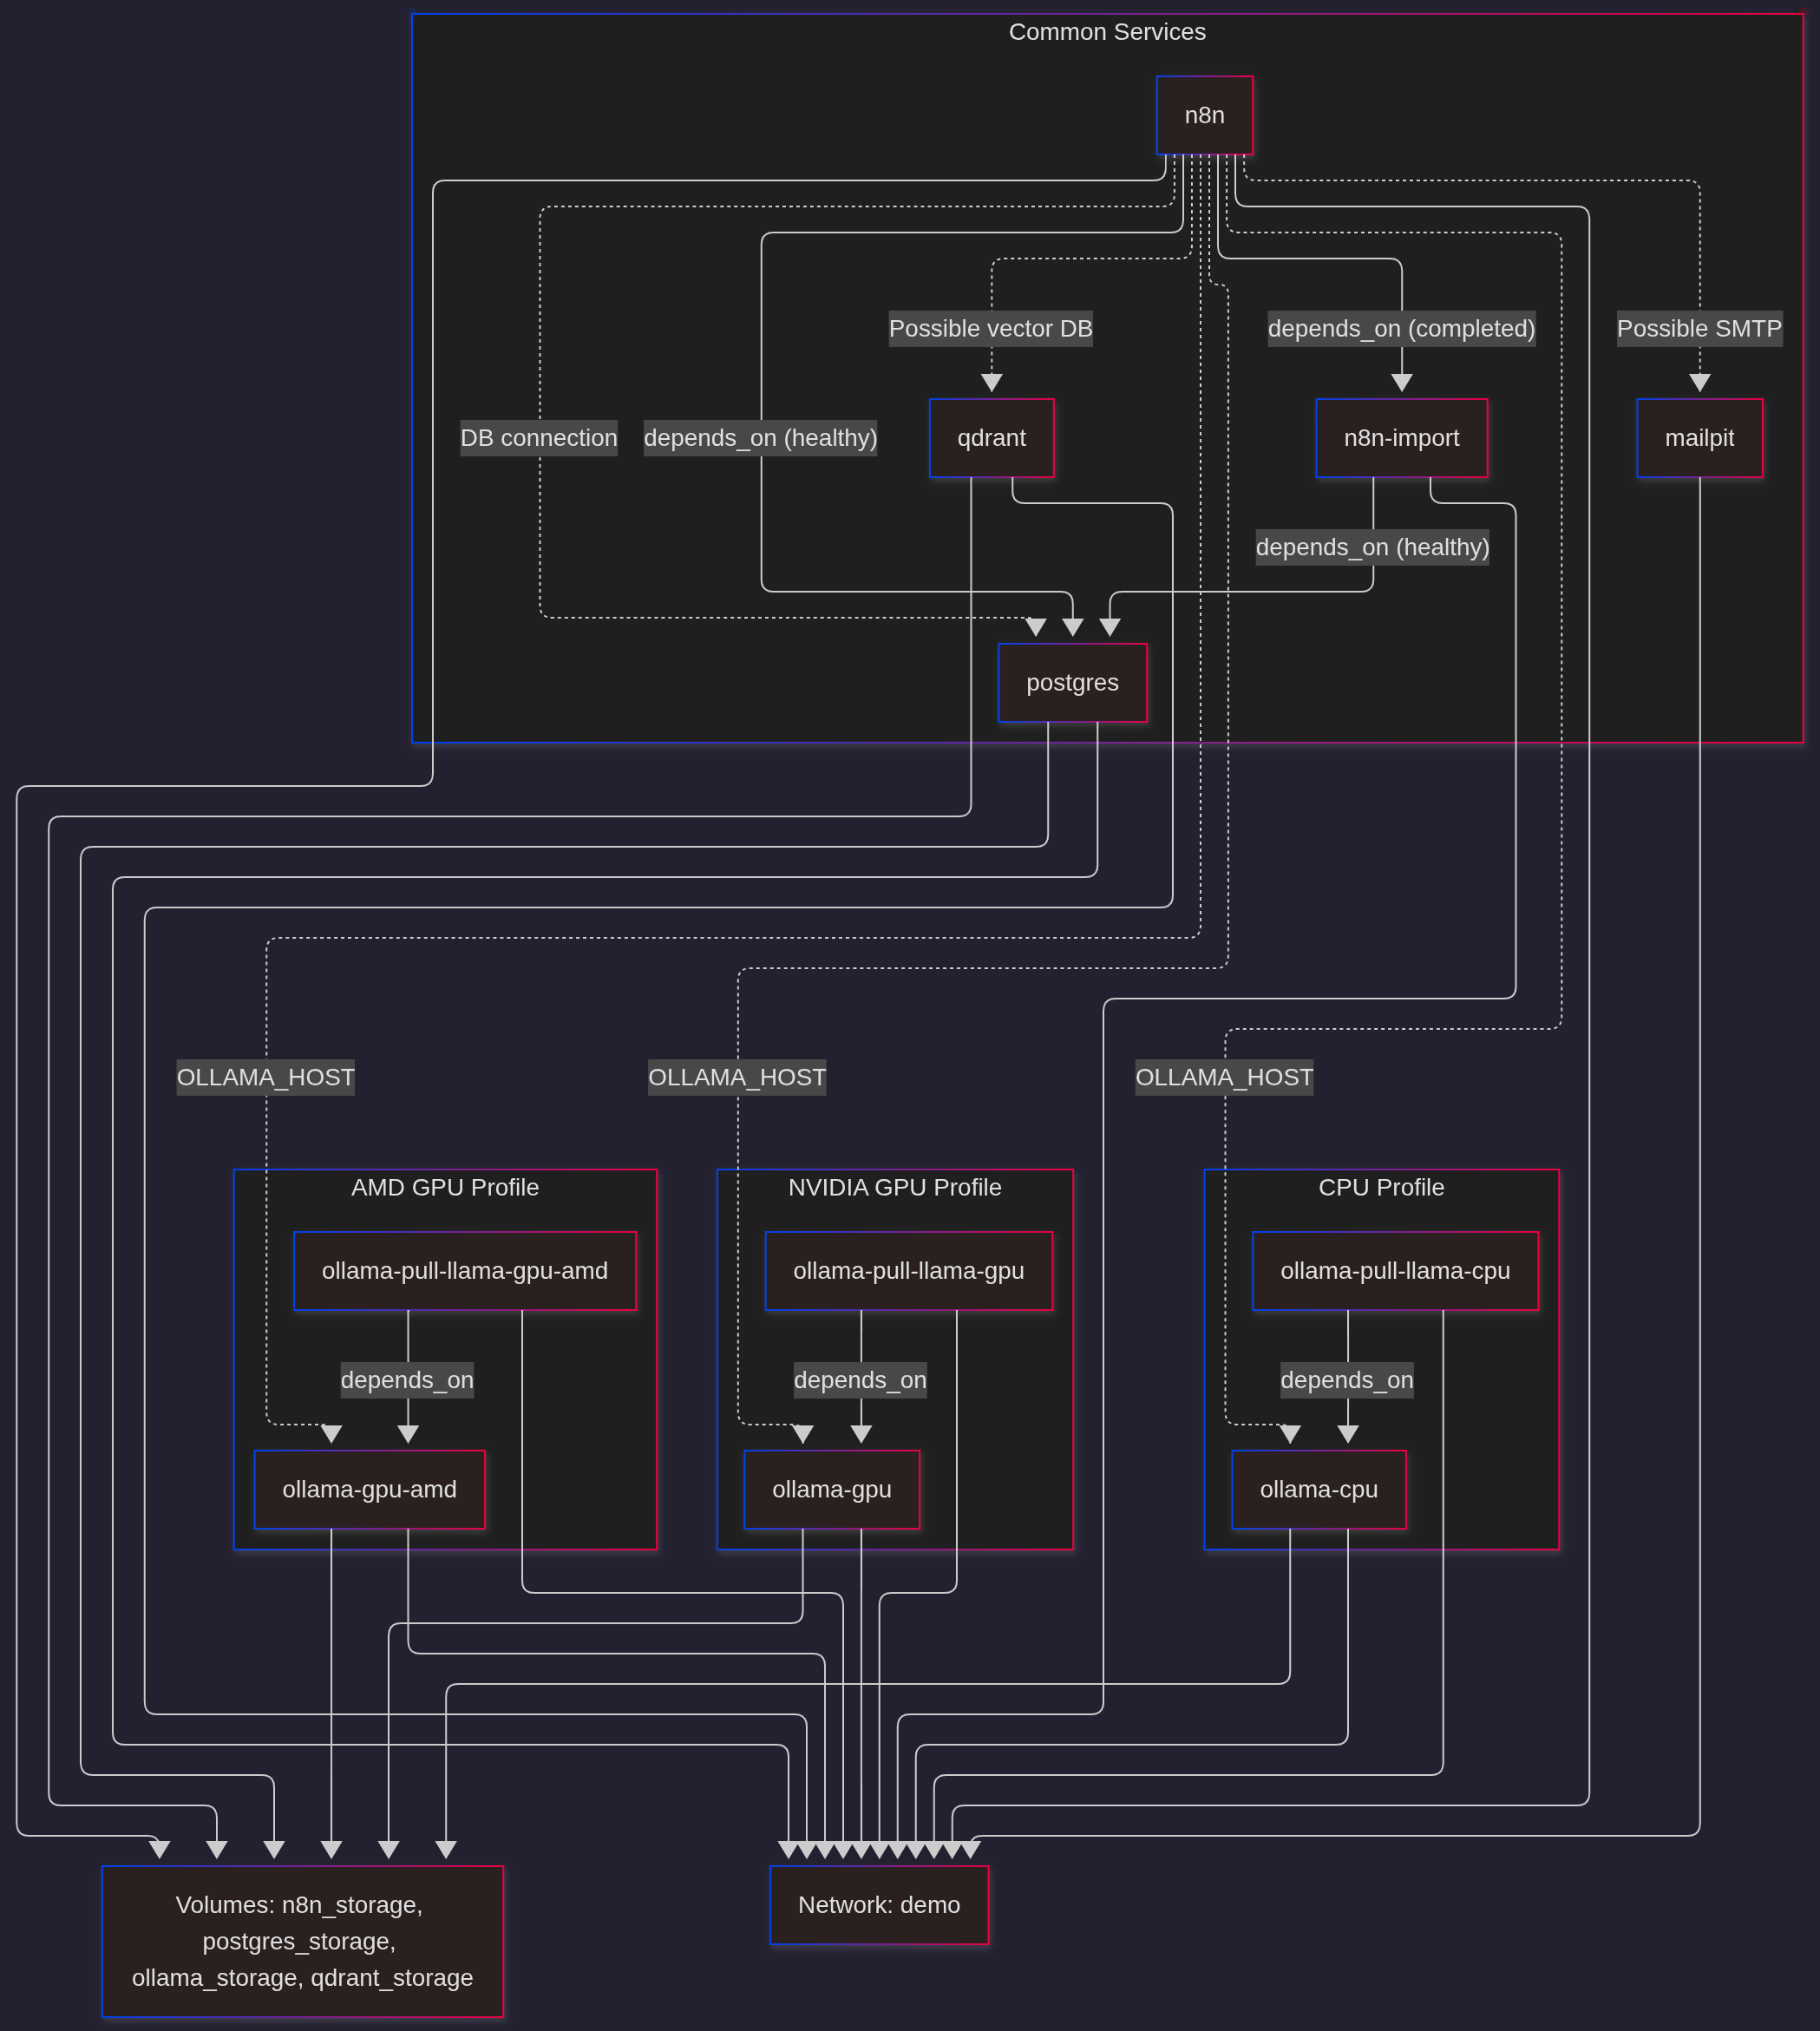 Common Services
n8n
Possible vector DB
depends_on (completed)
Possible SMTP
DB connection
depends_on (healthy)
qdrant
n8n-import
mailpit
depends_on (healthy)
postgres
OLLAMA_HOST
OLLAMA_HOST
OLLAMA_HOST
AMD GPU Profile
NVIDIA GPU Profile
CPU Profile
ollama-pull-llama-gpu-amd
ollama-pull-llama-gpu
ollama-pull-llama-cpu
depends_on
depends_on
depends_on
ollama-gpu-amd
ollama-gpu
ollama-cpu
Volumes: n8n_storage,
postgres_storage,
ollama_storage, qdrant_storage
Network: demo